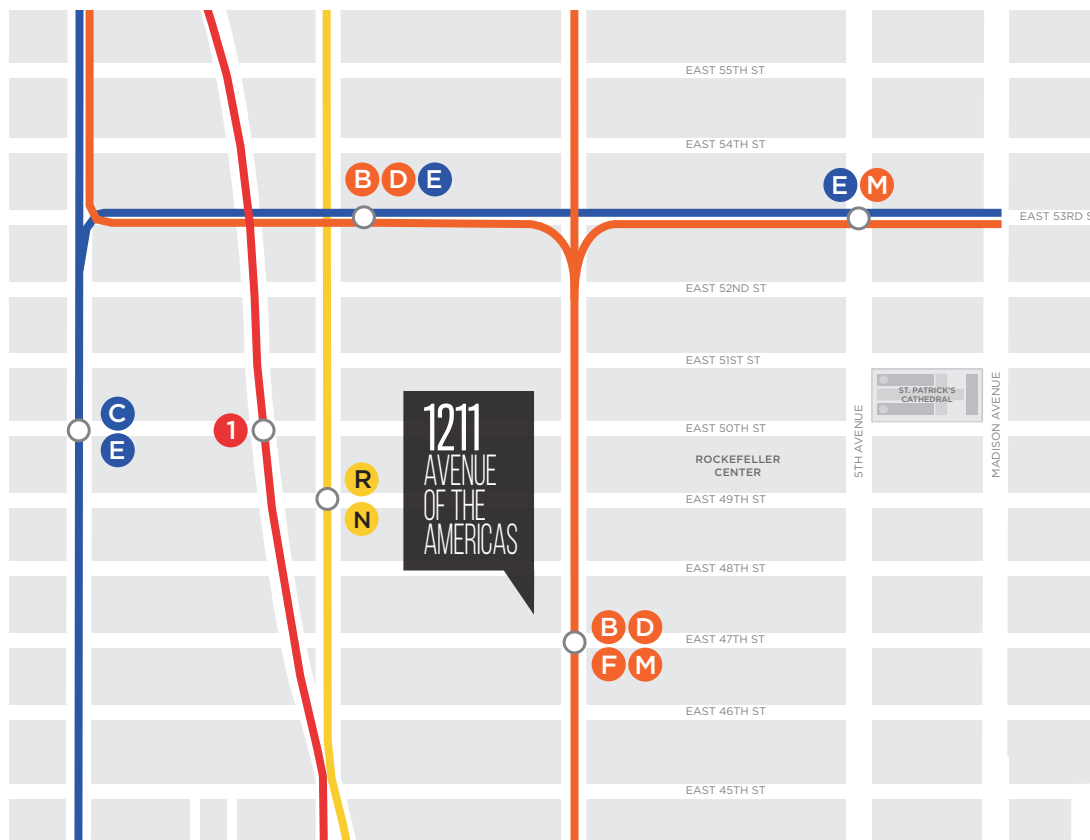 EAST 55TH ST
EAST 54TH ST
B D E
E M
EAST 53RD S
EAST 52ND ST
EAST 51ST ST
ST. PATRICK'S
CATHEDRAL
MADISON AVENUE
5TH AVENUE
C
E
1
1211
AVENUE
OF THE
AMERICAS
EAST 50TH ST
ROCKEFELLER
CENTER
R
N
EAST 49TH ST
EAST 48TH ST
B D
F M
EAST 47TH ST
EAST 46TH ST
EAST 45TH ST